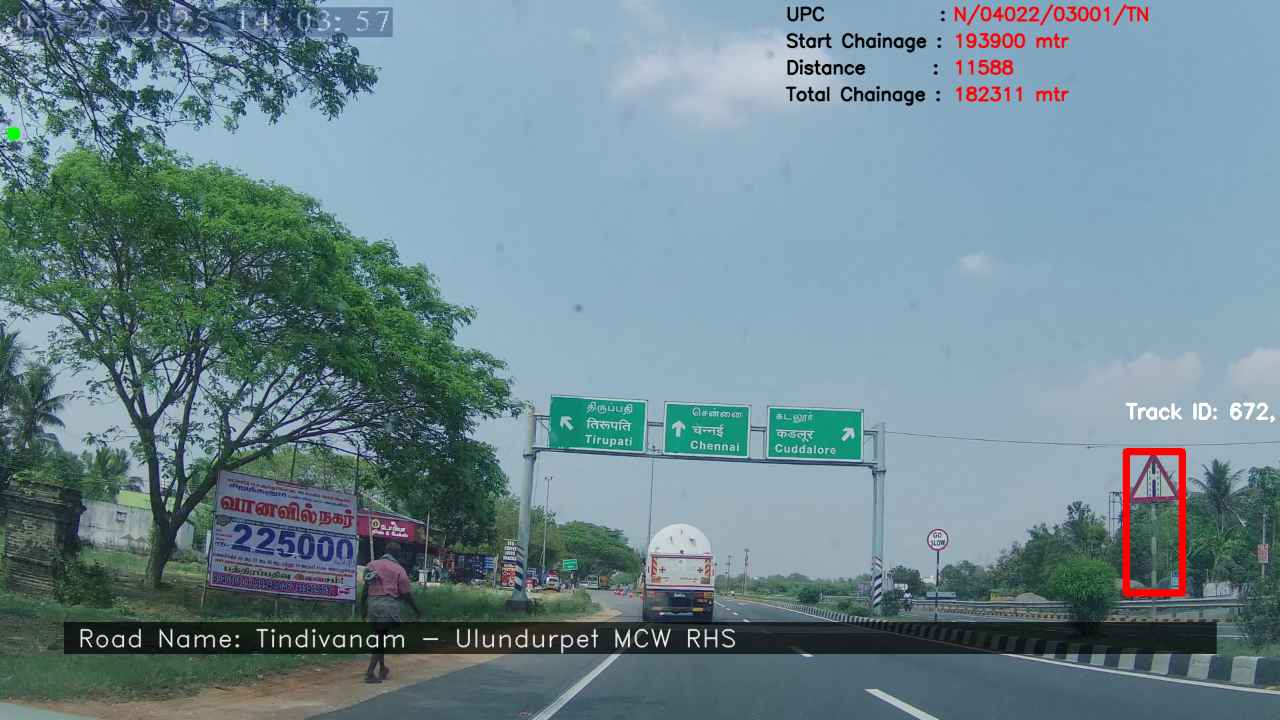 03-26-2025 14:03:57
UPC : N/04022/03001/TN
Start Chainage : 193900 mtr
Distance : 11588
Total Chainage : 182311 mtr
Track ID: 672,
திருப்பதி
तिरूपति
Tirupati
சென்னை
चेन्नई
Chennai
கடலூர்
कडलूर
Cuddalore
GO
SLOW
வானவில் நகர்
225000
Road Name: Tindivanam - Ulundurpet MCW RHS